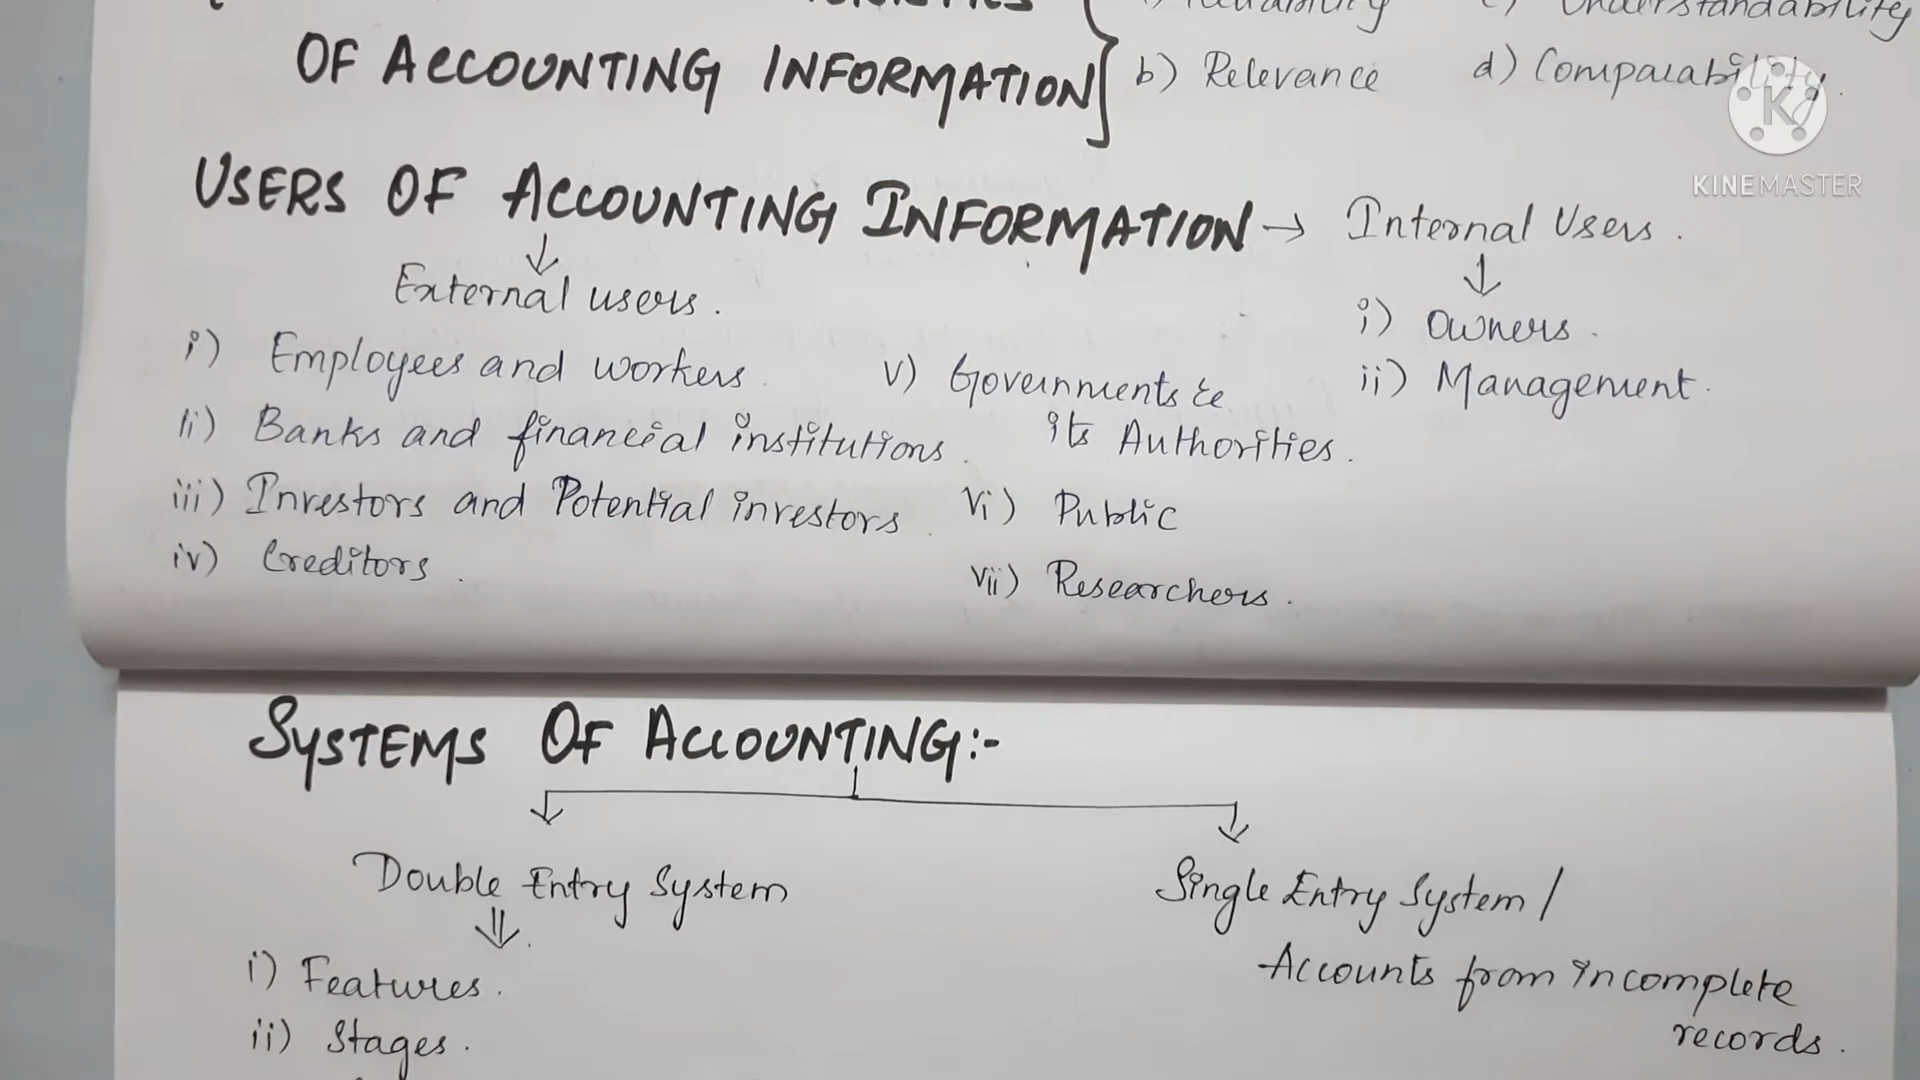 OF ACCOUNTING INFORMATION
b) Relevance d) Comparability.
KINEMASTER
USERS OF ACCOUNTING INFORMATION → Internal Users.
External users.
i) Employees and workers.
ii) Banks and financial institutions.
iii) Investors and Potential investors.
iv) Creditors.
v) Governments &
its Authorities.
vi) Public
vii) Researchers.
i) Owners.
ii) Management.
SYSTEMS OF ACCOUNTING:-
Double Entry System
i) Features.
ii) Stages.
Single Entry System /
Accounts from incomplete
records.